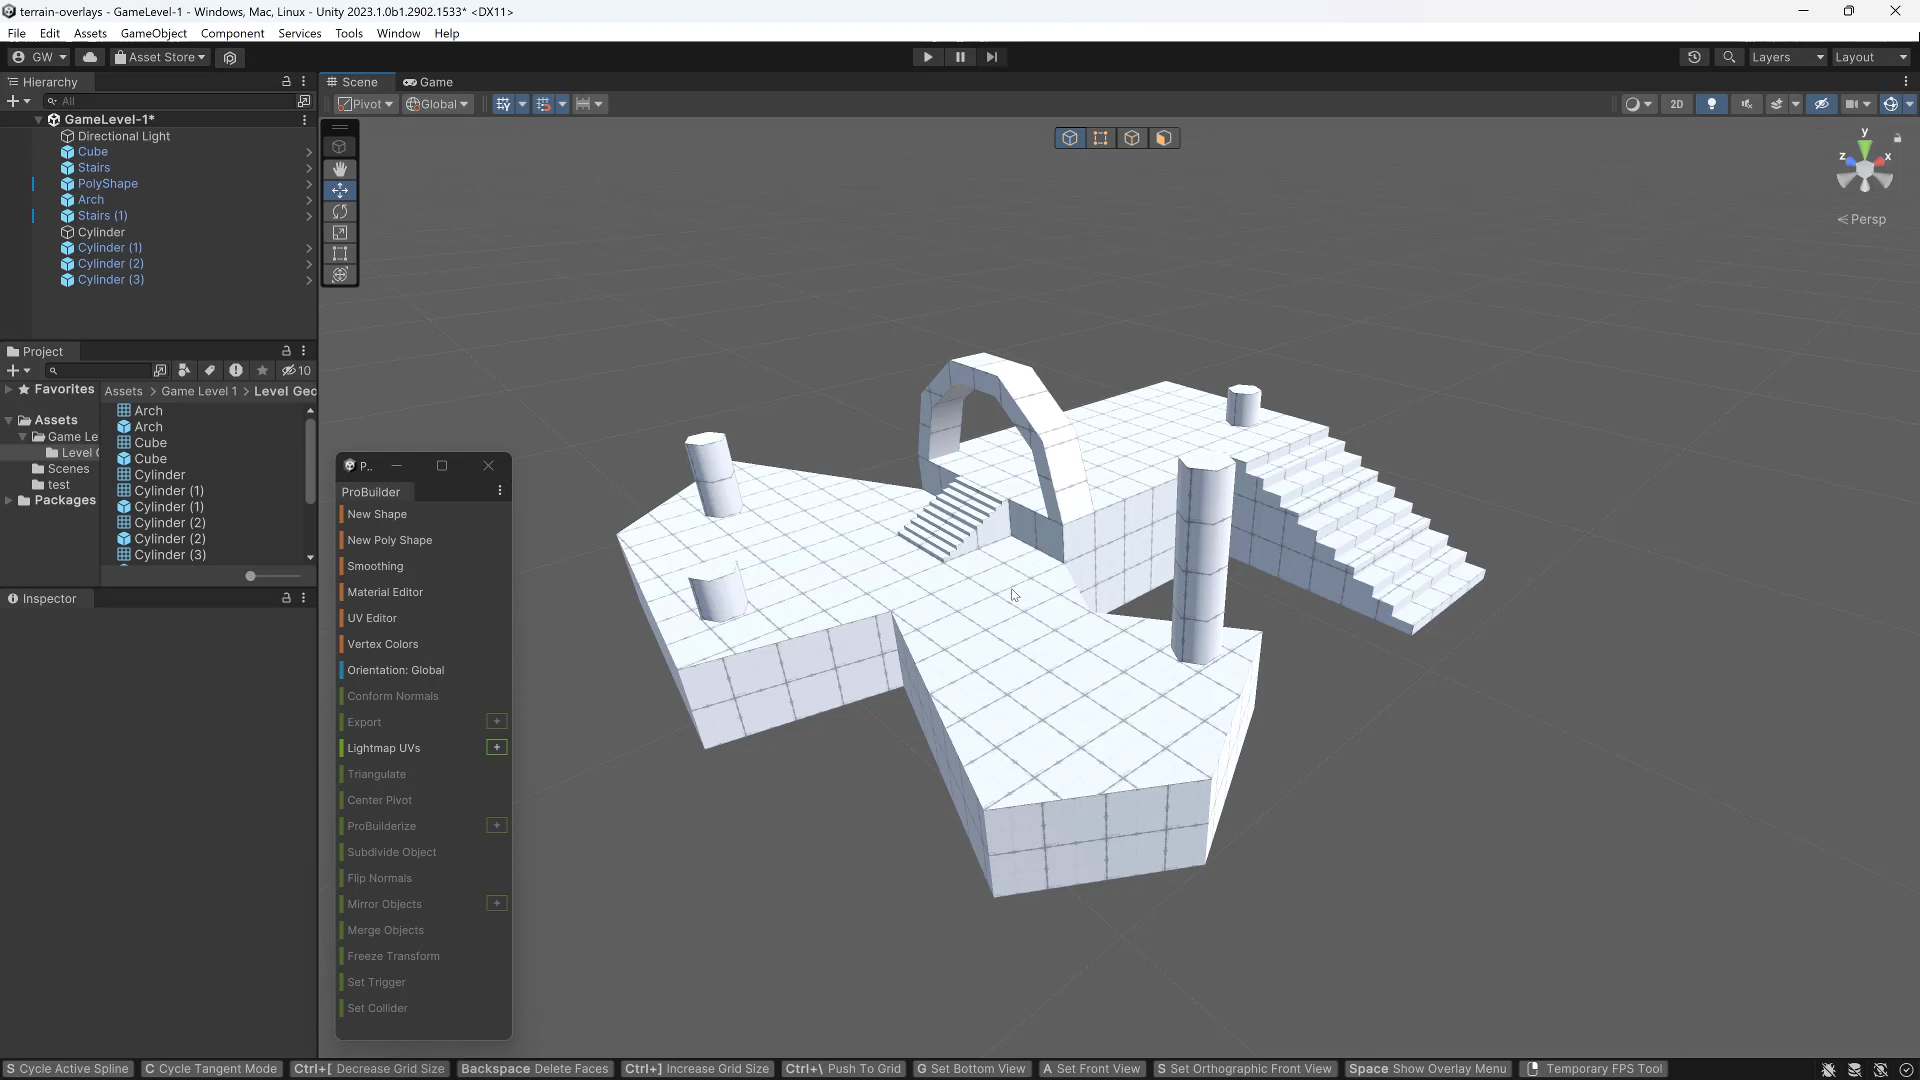 terrain-overlays - GameLevel-1 - Windows, Mac, Linux - Unity 2023.1.0b1.2902.1533* <DX11>
File Edit Assets GameObject Component Services Tools Window Help
GW Asset Store Layers Layout
Hierarchy
All
GameLevel-1*
Directional Light
Cube
Stairs
PolyShape
Arch
Stairs (1)
Cylinder
Cylinder (1)
Cylinder (2)
Cylinder (3)
Scene Game
Pivot Global 2D
y
z x
Persp
Project
10
Favorites
Assets > Game Level 1 > Level Geo
Assets
Game Le
Level G
Scenes
test
Packages
Arch
Arch
Cube
Cube
Cylinder
Cylinder (1)
Cylinder (1)
Cylinder (2)
Cylinder (2)
Cylinder (3)
Inspector
P..
ProBuilder
New Shape
New Poly Shape
Smoothing
Material Editor
UV Editor
Vertex Colors
Orientation: Global
Conform Normals
Export +
Lightmap UVs +
Triangulate
Center Pivot
ProBuilderize +
Subdivide Object
Flip Normals
Mirror Objects +
Merge Objects
Freeze Transform
Set Trigger
Set Collider
S Cycle Active Spline C Cycle Tangent Mode Ctrl+[ Decrease Grid Size Backspace Delete Faces Ctrl+] Increase Grid Size Ctrl+\ Push To Grid G Set Bottom View A Set Front View S Set Orthographic Front View Space Show Overlay Menu Temporary FPS Tool